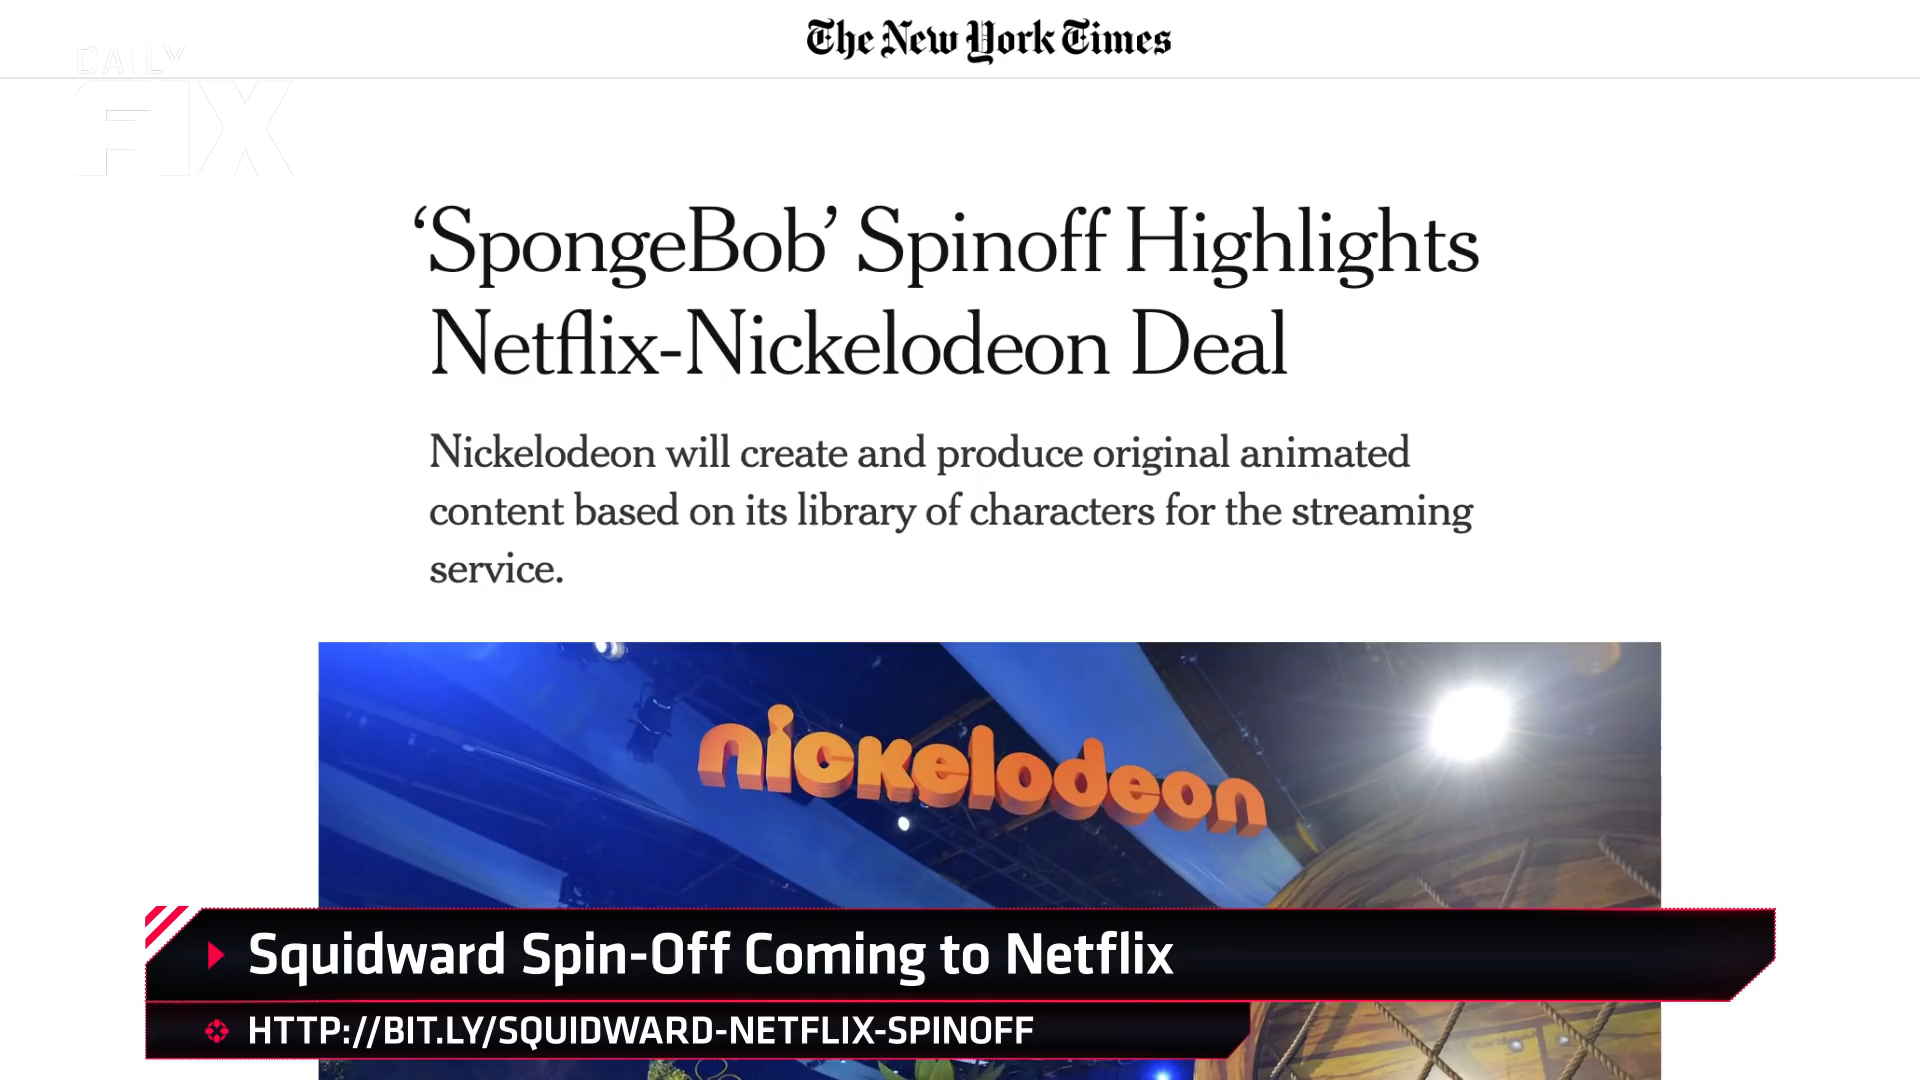 The New York Times
DAILY
FIX
‘SpongeBob’ Spinoff Highlights
Netflix-Nickelodeon Deal
Nickelodeon will create and produce original animated
content based on its library of characters for the streaming
service.
nickelodeon
Squidward Spin-Off Coming to Netflix
HTTP://BIT.LY/SQUIDWARD-NETFLIX-SPINOFF